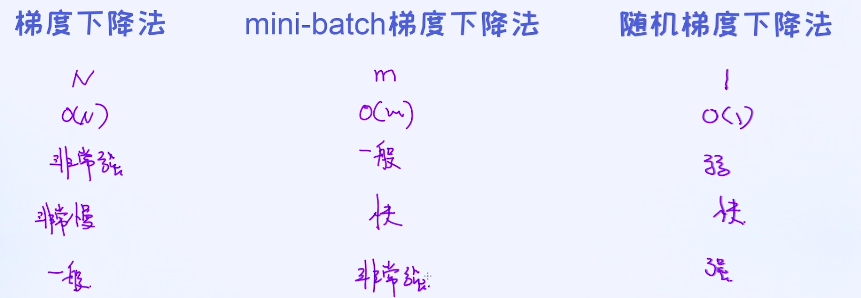 梯度下降法 mini-batch梯度下降法 随机梯度下降法
N m 1
O(N) O(m) O(1)
非常强 一般 弱
非常慢 快 快
一般 非常强 强